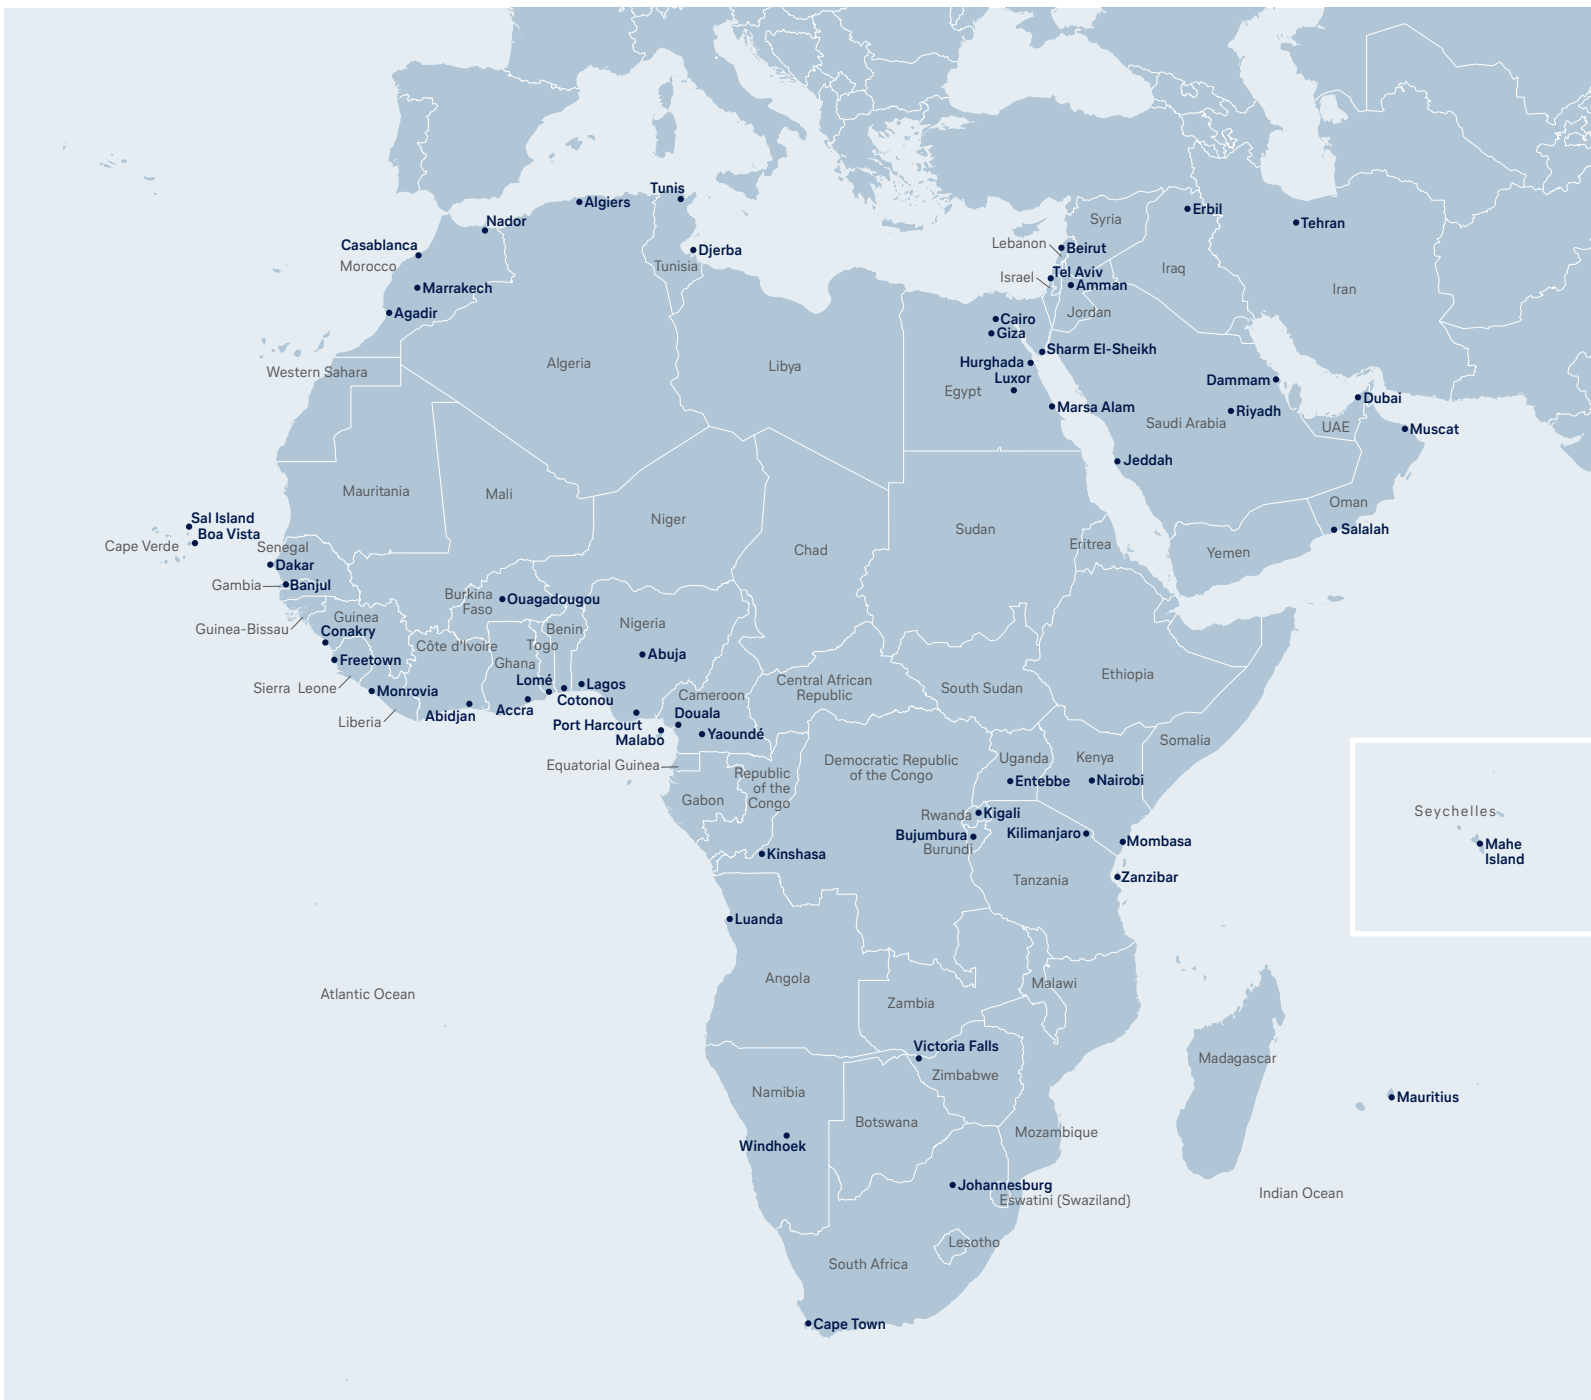 Tunis
Algiers
Nador
Casablanca
Morocco
Djerba
Tunisia
Marrakech
Agadir
Erbil
Tehran
Syria
Lebanon
Beirut
Iraq
Tel Aviv
Israel
Amman
Iran
Jordan
Cairo
Giza
Sharm El-Sheikh
Hurghada
Luxor
Egypt
Marsa Alam
Dammam
Riyadh
Saudi Arabia
Dubai
UAE
Muscat
Jeddah
Oman
Salalah
Yemen
Western Sahara
Algeria
Libya
Mauritania
Mali
Niger
Chad
Sudan
Eritrea
Sal Island
Boa Vista
Cape Verde
Senegal
Dakar
Gambia
Banjul
Burkina
Faso
Ouagadougou
Guinea-Bissau
Guinea
Conakry
Côte d'Ivoire
Benin
Togo
Ghana
Nigeria
Abuja
Freetown
Sierra Leone
Monrovia
Liberia
Abidjan
Accra
Lomé
Cotonou
Lagos
Port Harcourt
Malabo
Cameroon
Douala
Yaoundé
Central African
Republic
South Sudan
Ethiopia
Somalia
Equatorial Guinea
Gabon
Republic
of the
Congo
Democratic Republic
of the Congo
Uganda
Entebbe
Kenya
Nairobi
Rwanda
Kigali
Bujumbura
Burundi
Kilimanjaro
Mombasa
Tanzania
Zanzibar
Kinshasa
Seychelles
Mahe
Island
Luanda
Angola
Atlantic Ocean
Zambia
Malawi
Victoria Falls
Zimbabwe
Madagascar
Mauritius
Namibia
Botswana
Mozambique
Windhoek
Johannesburg
Eswatini (Swaziland)
Indian Ocean
Lesotho
South Africa
Cape Town